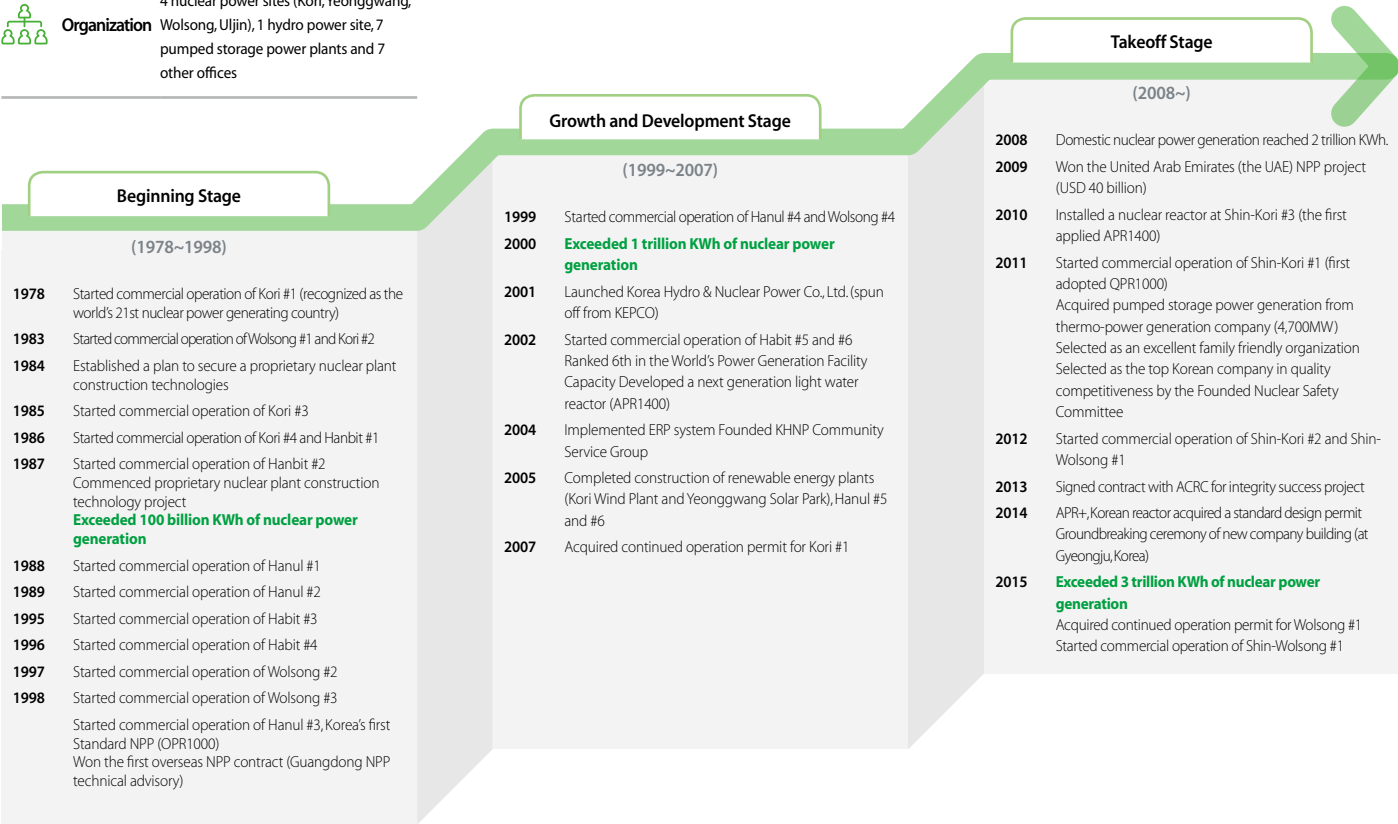 4 nuclear power sites (Kori, Yeonggwang,
Organization Wolsong, Uljin), 1 hydro power site, 7
pumped storage power plants and 7
other offices
Beginning Stage
(1978~1998)
1978 Started commercial operation of Kori #1 (recognized as the
world's 21st nuclear power generating country)
1983 Started commercial operation of Wolsong #1 and Kori #2
1984 Established a plan to secure a proprietary nuclear plant
construction technologies
1985 Started commercial operation of Kori #3
1986 Started commercial operation of Kori #4 and Hanbit #1
1987 Started commercial operation of Hanbit #2
Commenced proprietary nuclear plant construction
technology project
Exceeded 100 billion KWh of nuclear power
generation
1988 Started commercial operation of Hanul #1
1989 Started commercial operation of Hanul #2
1995 Started commercial operation of Habit #3
1996 Started commercial operation of Habit #4
1997 Started commercial operation of Wolsong #2
1998 Started commercial operation of Wolsong #3
Started commercial operation of Hanul #3, Korea's first
Standard NPP (OPR1000)
Won the first overseas NPP contract (Guangdong NPP
technical advisory)
Growth and Development Stage
(1999~2007)
1999 Started commercial operation of Hanul #4 and Wolsong #4
2000 Exceeded 1 trillion KWh of nuclear power
generation
2001 Launched Korea Hydro & Nuclear Power Co., Ltd. (spun
off from KEPCO)
2002 Started commercial operation of Habit #5 and #6
Ranked 6th in the World's Power Generation Facility
Capacity Developed a next generation light water
reactor (APR1400)
2004 Implemented ERP system Founded KHNP Community
Service Group
2005 Completed construction of renewable energy plants
(Kori Wind Plant and Yeonggwang Solar Park), Hanul #5
and #6
2007 Acquired continued operation permit for Kori #1
Takeoff Stage
(2008~)
2008 Domestic nuclear power generation reached 2 trillion KWh.
2009 Won the United Arab Emirates (the UAE) NPP project
(USD 40 billion)
2010 Installed a nuclear reactor at Shin-Kori #3 (the first
applied APR1400)
2011 Started commercial operation of Shin-Kori #1 (first
adopted QPR1000)
Acquired pumped storage power generation from
thermo-power generation company (4,700MW)
Selected as an excellent family friendly organization
Selected as the top Korean company in quality
competitiveness by the Founded Nuclear Safety
Committee
2012 Started commercial operation of Shin-Kori #2 and Shin-
Wolsong #1
2013 Signed contract with ACRC for integrity success project
2014 APR+, Korean reactor acquired a standard design permit
Groundbreaking ceremony of new company building (at
Gyeongju, Korea)
2015 Exceeded 3 trillion KWh of nuclear power
generation
Acquired continued operation permit for Wolsong #1
Started commercial operation of Shin-Wolsong #1